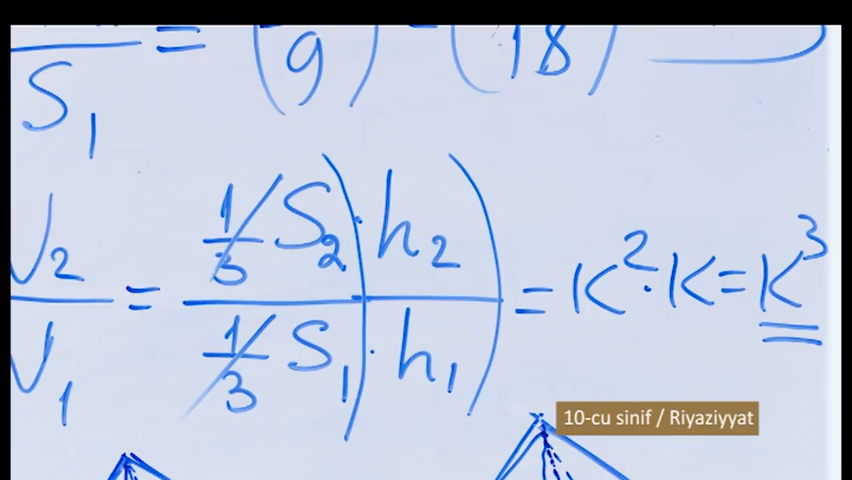 S₁ = ( 9 ) = ( 18 )
V₂/V₁ = (1/3 S₂ · h₂)/(1/3 S₁ · h₁) = K² · K = K³
10-cu sinif / Riyaziyyat